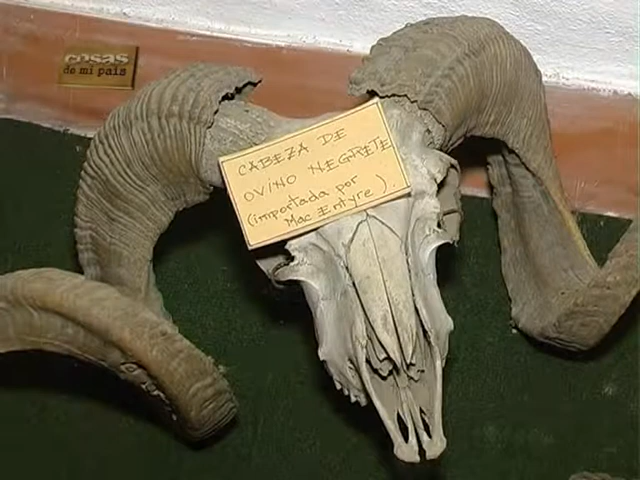 cosas
de mi país
CABEZA DE
OVINO NEGRETE
(importada por
Mac Entyre).